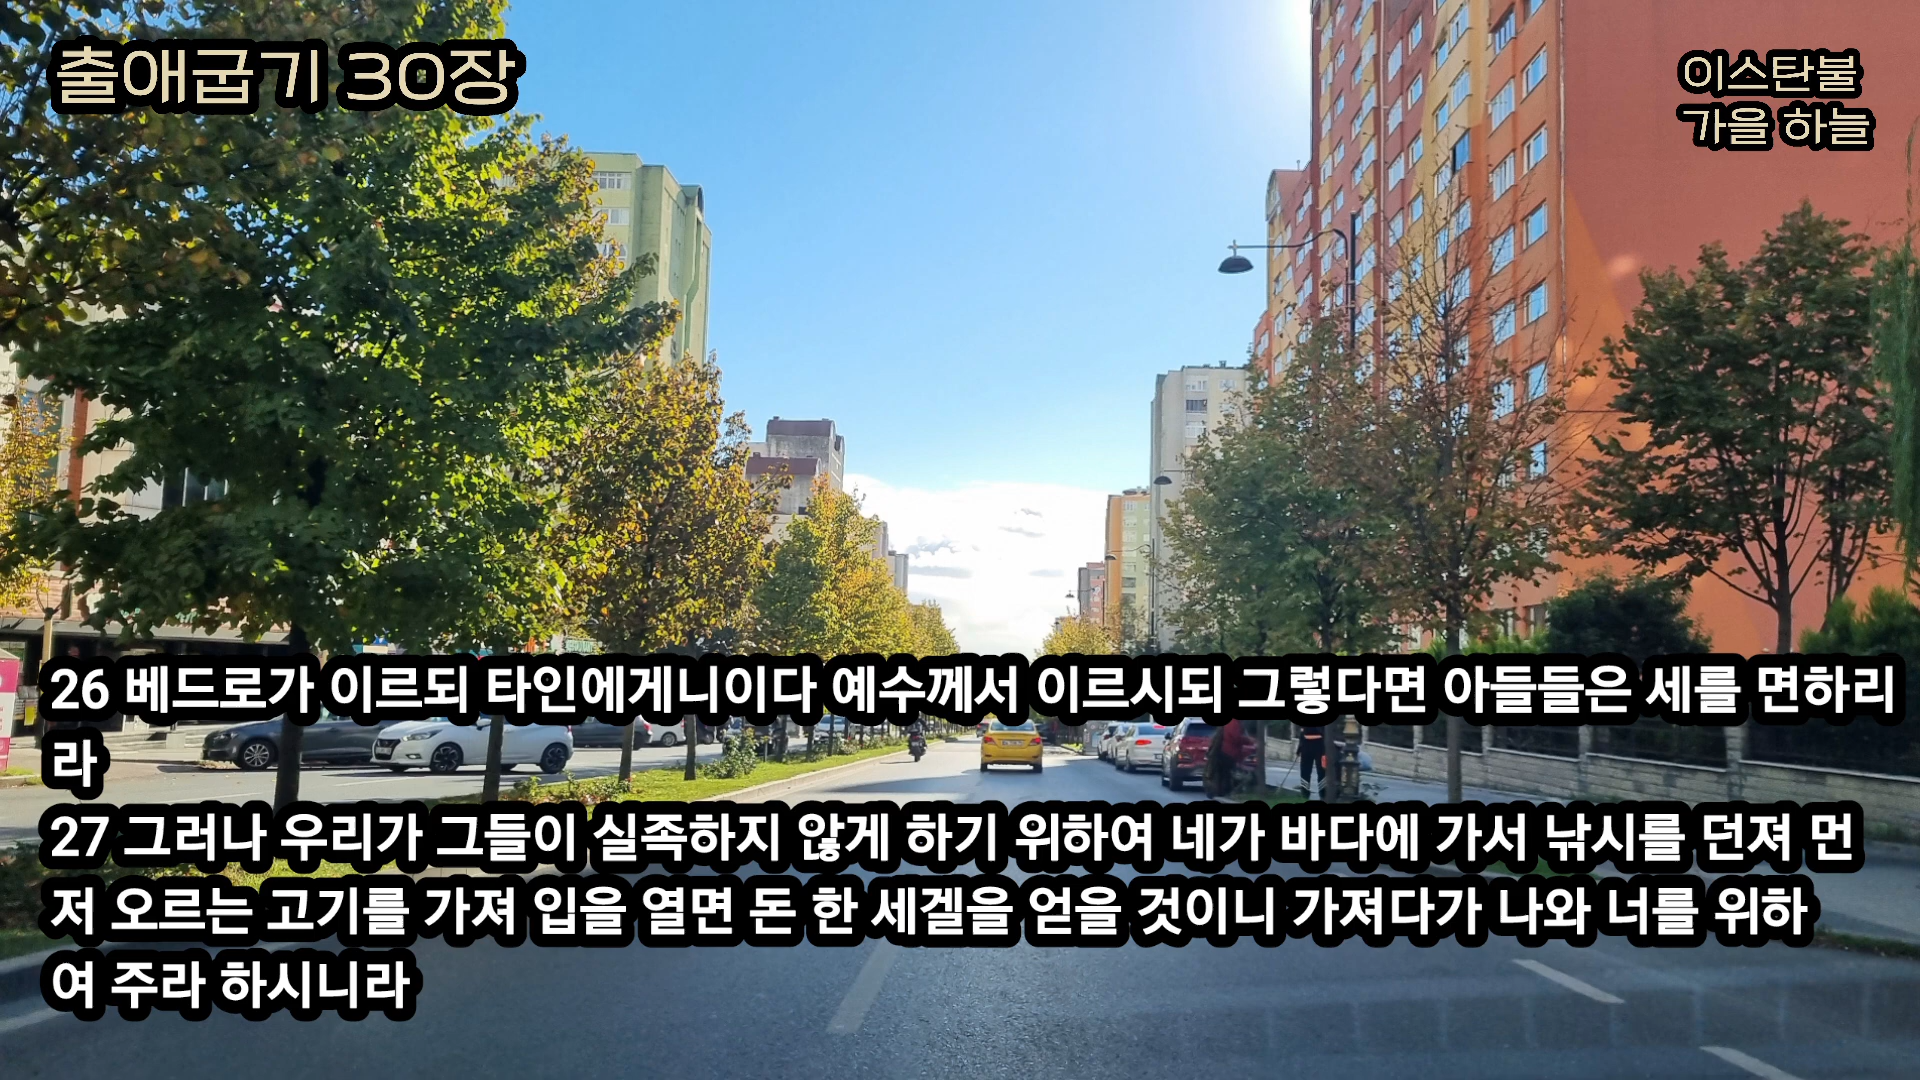 출애굽기 30장
이스탄불
가을 하늘
26 베드로가 이르되 타인에게니이다 예수께서 이르시되 그렇다면 아들들은 세를 면하리
라
27 그러나 우리가 그들이 실족하지 않게 하기 위하여 네가 바다에 가서 낚시를 던져 먼
저 오르는 고기를 가져 입을 열면 돈 한 세겔을 얻을 것이니 가져다가 나와 너를 위하
여 주라 하시니라